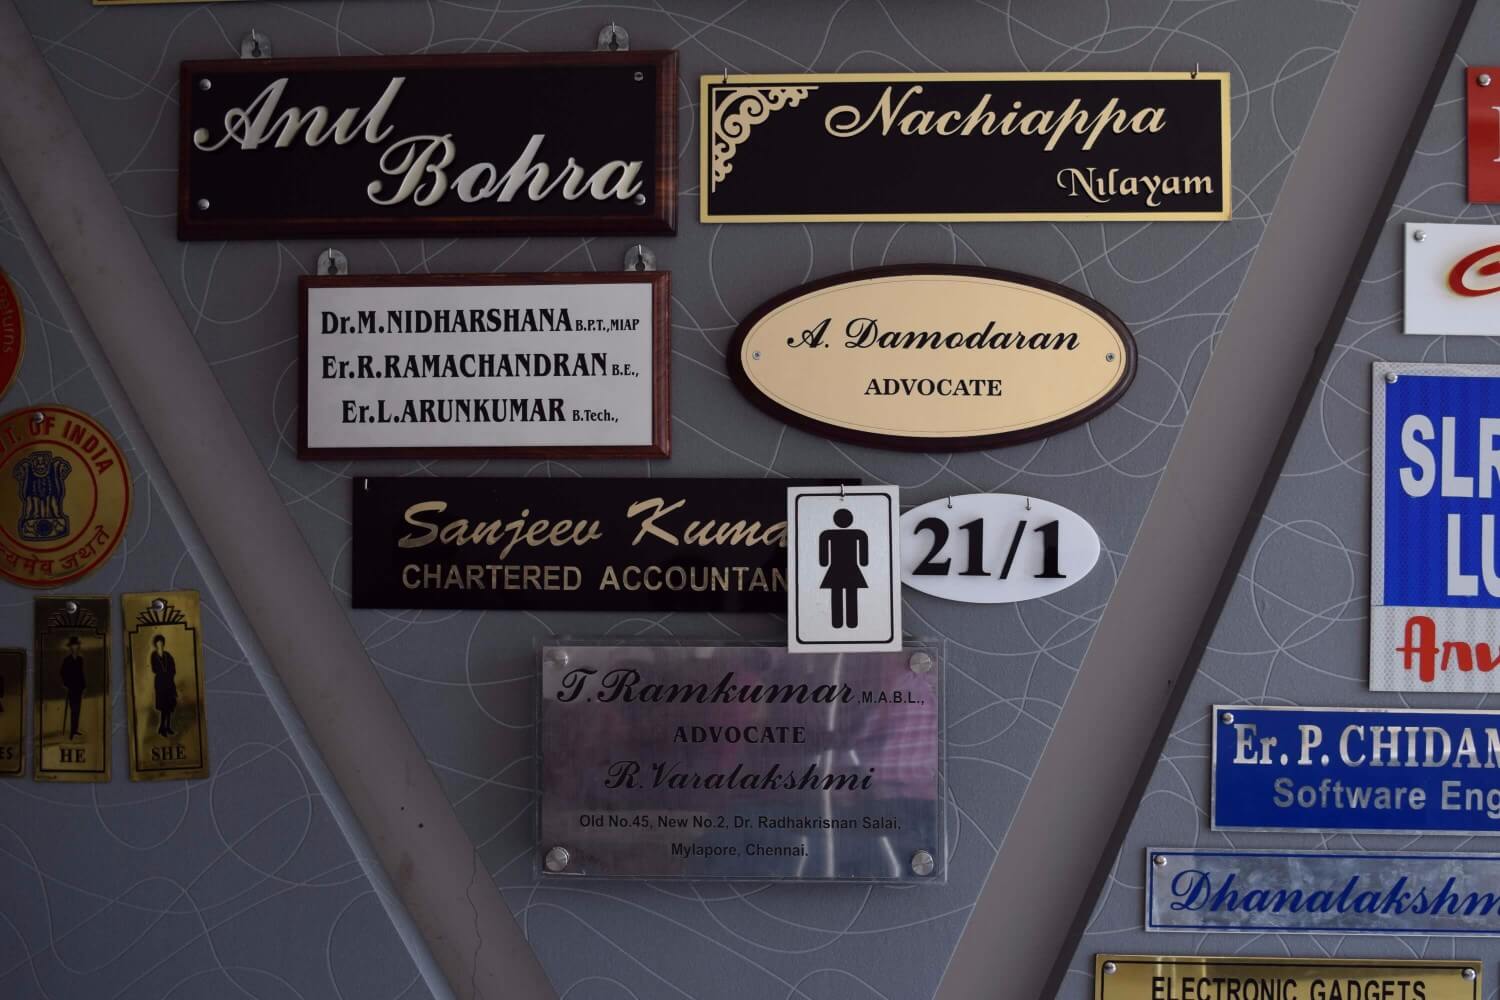 Anil
Bohra
Nachiappa
Nilayam
Dr.M.NIDHARSHANA B.P.T.,MIAP
Er.R.RAMACHANDRAN B.E.,
Er.L.ARUNKUMAR B.Tech.,
A. Damodaran
ADVOCATE
Sanjeev Kuma
CHARTERED ACCOUNTAN
21/1
T.Ramkumar,M.A.B.L.,
ADVOCATE
R.Varalakshmi
Old No.45, New No.2, Dr. Radhakrisnan Salai,
Mylapore, Chennai.
T. OF INDIA
मेव जयते
HE
SHE
SLR
LU
Er.P.CHIDAM
Software Eng
Dhanalakshm
ELECTRONIC GADGETS